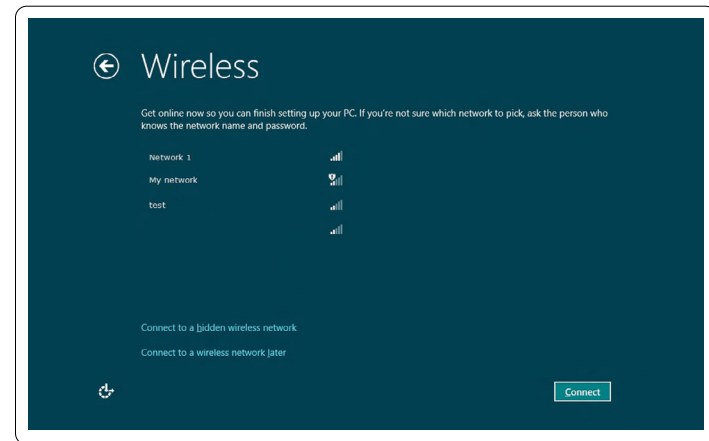 Wireless
Get online now so you can finish setting up your PC. If you're not sure which network to pick, ask the person who
knows the network name and password.
Network 1
My network
test
Connect to a hidden wireless network
Connect to a wireless network later
Connect